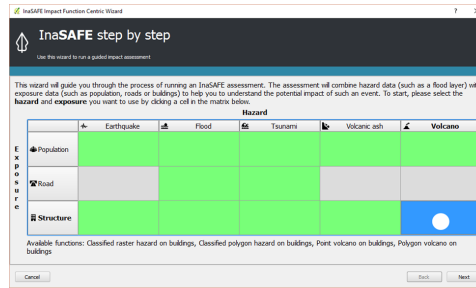 InaSAFE Impact Function Centric Wizard
?
InaSAFE step by step
Use this wizard to run a guided impact assessment
This wizard will guide you through the process of running an InaSAFE assessment. The assessment will combine hazard data (such as a flood layer) wit
exposure data (such as population, roads or buildings) to help you to understand the potential impact of such an event. To start, please select the
hazard and exposure you want to use by clicking a cell in the matrix below.
Hazard
Earthquake Flood Tsunami Volcanic ash Volcano
Exposure
Population
Road
Structure
Available functions: Classified raster hazard on buildings, Classified polygon hazard on buildings, Point volcano on buildings, Polygon volcano on
buildings
Cancel Back Next